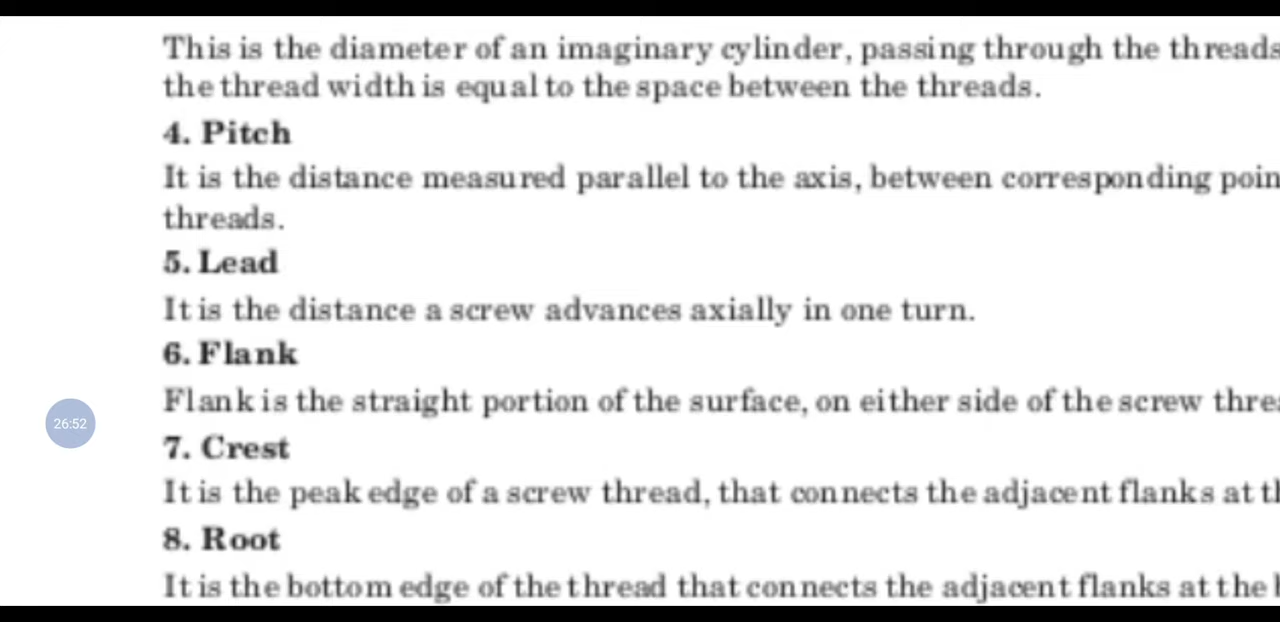 This is the diameter of an imaginary cylinder, passing through the threads
the thread width is equal to the space between the threads.
4. Pitch
It is the distance measured parallel to the axis, between corresponding poin
threads.
5. Lead
It is the distance a screw advances axially in one turn.
6. Flank
Flank is the straight portion of the surface, on either side of the screw threa
26:52
7. Crest
It is the peak edge of a screw thread, that connects the adjacent flanks at th
8. Root
It is the bottom edge of the thread that connects the adjacent flanks at the